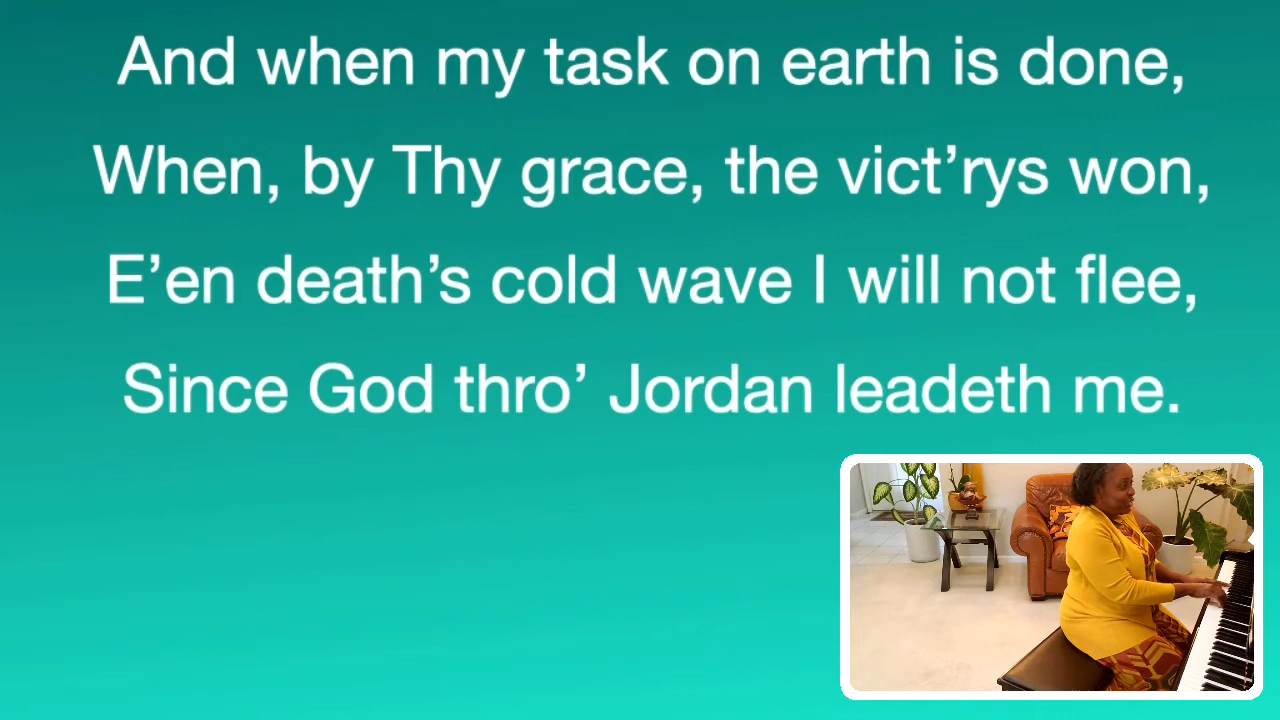 And when my task on earth is done,
When, by Thy grace, the vict’rys won,
E’en death’s cold wave I will not flee,
Since God thro’ Jordan leadeth me.